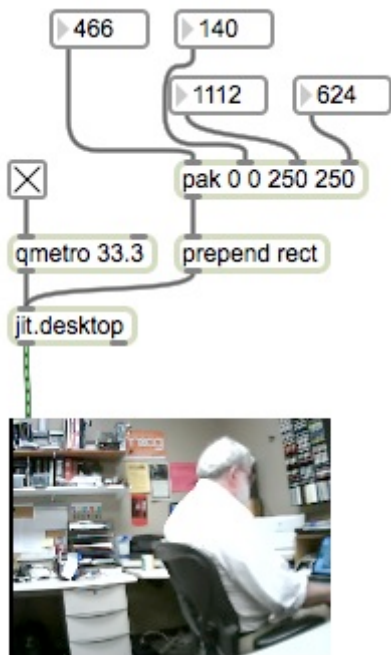 466
140
1112
624
pak 0 0 250 250
qmetro 33.3
prepend rect
jit.desktop